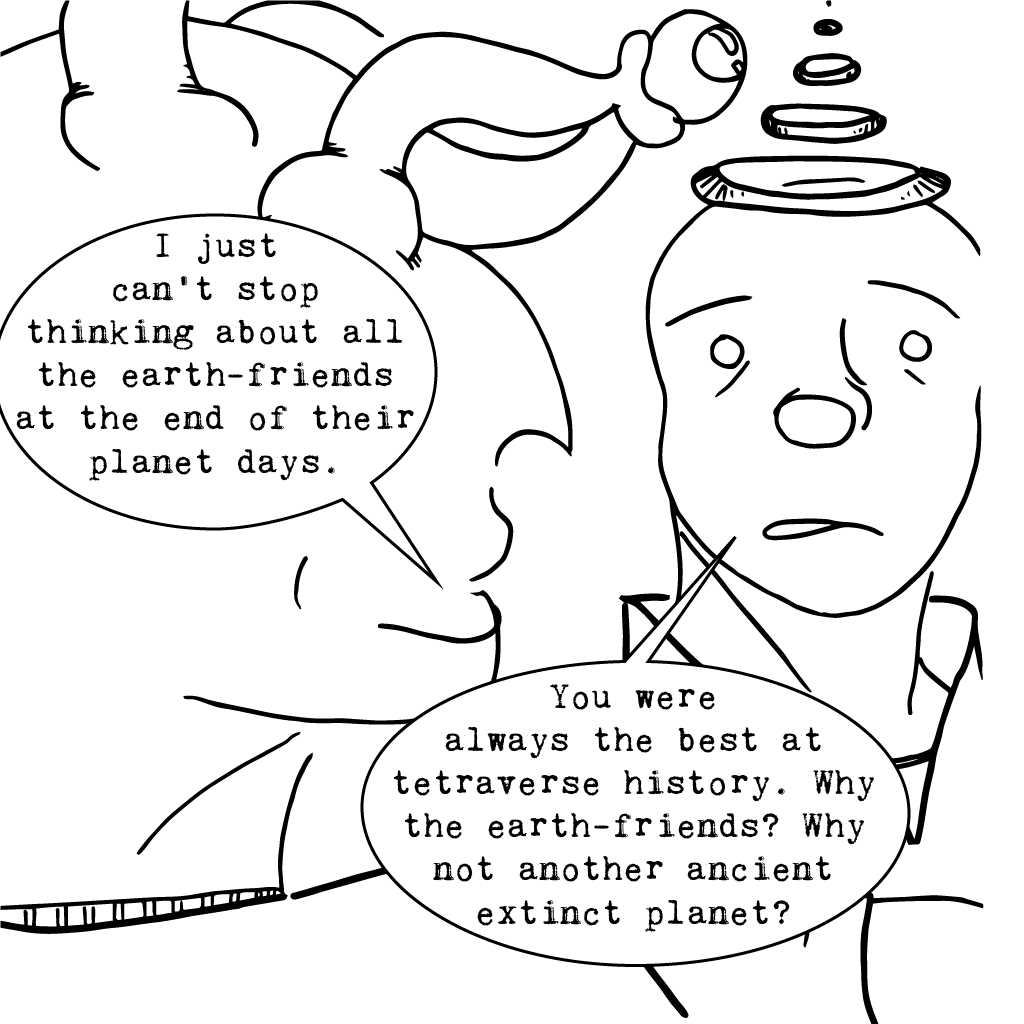 I just
can't stop
thinking about all
the earth-friends
at the end of their
planet days.
You were
always the best at
tetraverse history. Why
the earth-friends? Why
not another ancient
extinct planet?